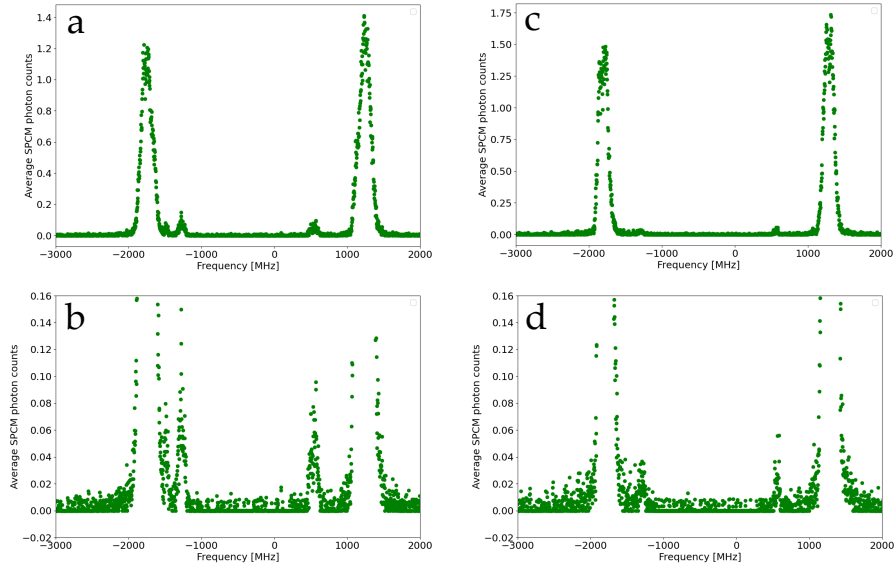 a
Average SPCM photon counts
1.4
1.2
1.0
0.8
0.6
0.4
0.2
0.0
−3000 −2000 −1000 0 1000 2000
Frequency [MHz]
c
Average SPCM photon counts
1.75
1.50
1.25
1.00
0.75
0.50
0.25
0.00
−3000 −2000 −1000 0 1000 2000
Frequency [MHz]
b
Average SPCM photon counts
0.16
0.14
0.12
0.10
0.08
0.06
0.04
0.02
0.00
−0.02
−3000 −2000 −1000 0 1000 2000
Frequency [MHz]
d
Average SPCM photon counts
0.16
0.14
0.12
0.10
0.08
0.06
0.04
0.02
0.00
−0.02
−3000 −2000 −1000 0 1000 2000
Frequency [MHz]